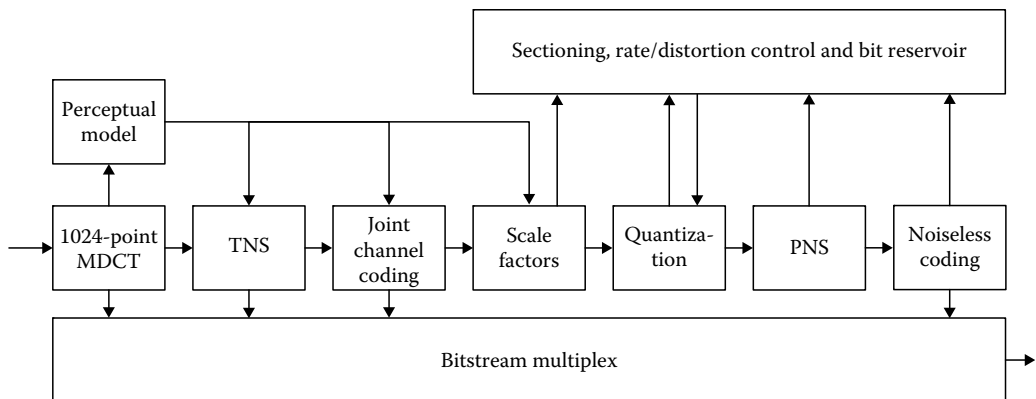 Sectioning, rate/distortion control and bit reservoir
Perceptual
model
1024-point
MDCT
TNS
Joint
channel
coding
Scale
factors
Quantiza-
tion
PNS
Noiseless
coding
Bitstream multiplex